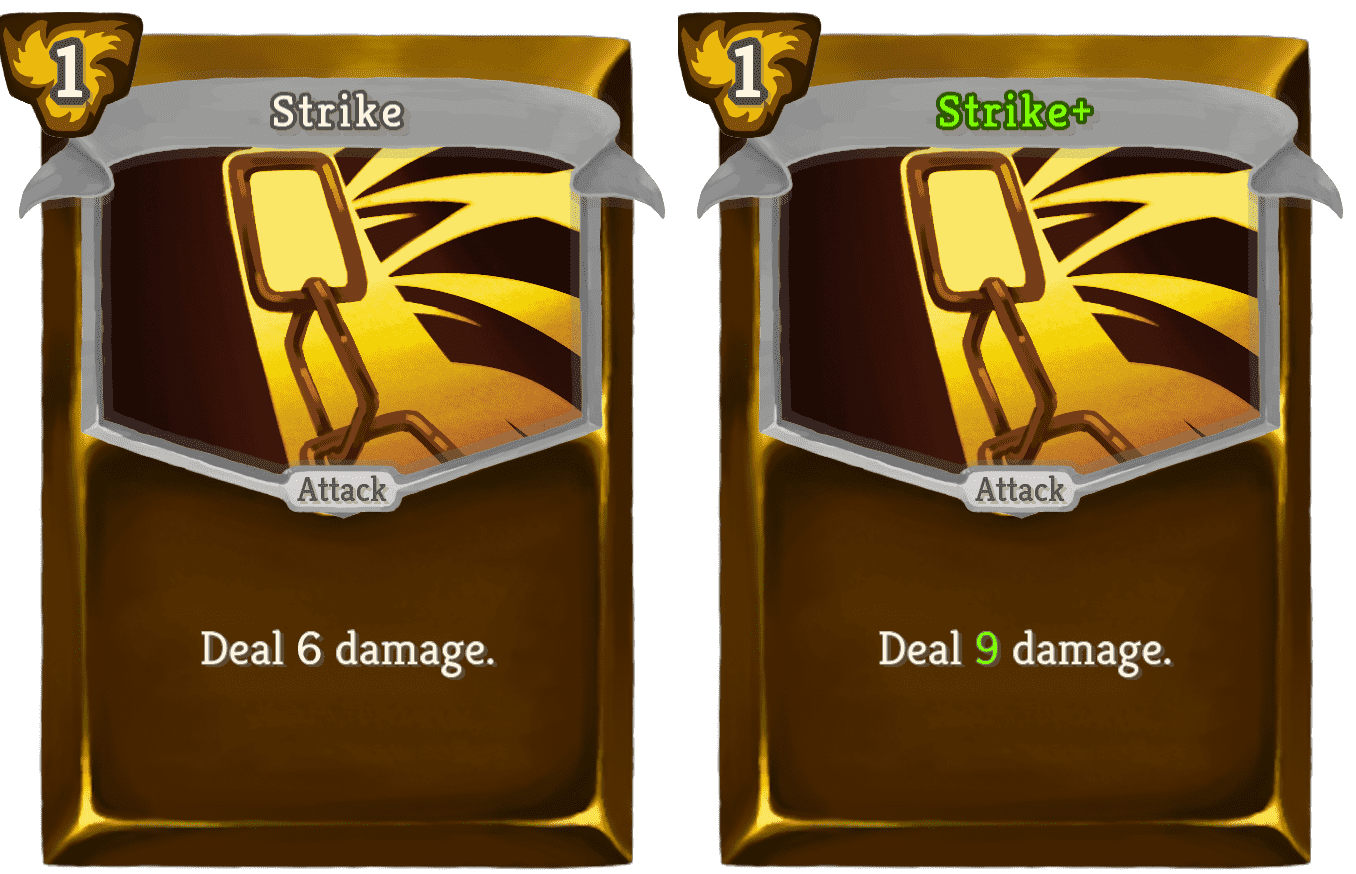 1
Strike
Attack
Deal 6 damage.
1
Strike+
Attack
Deal 9 damage.